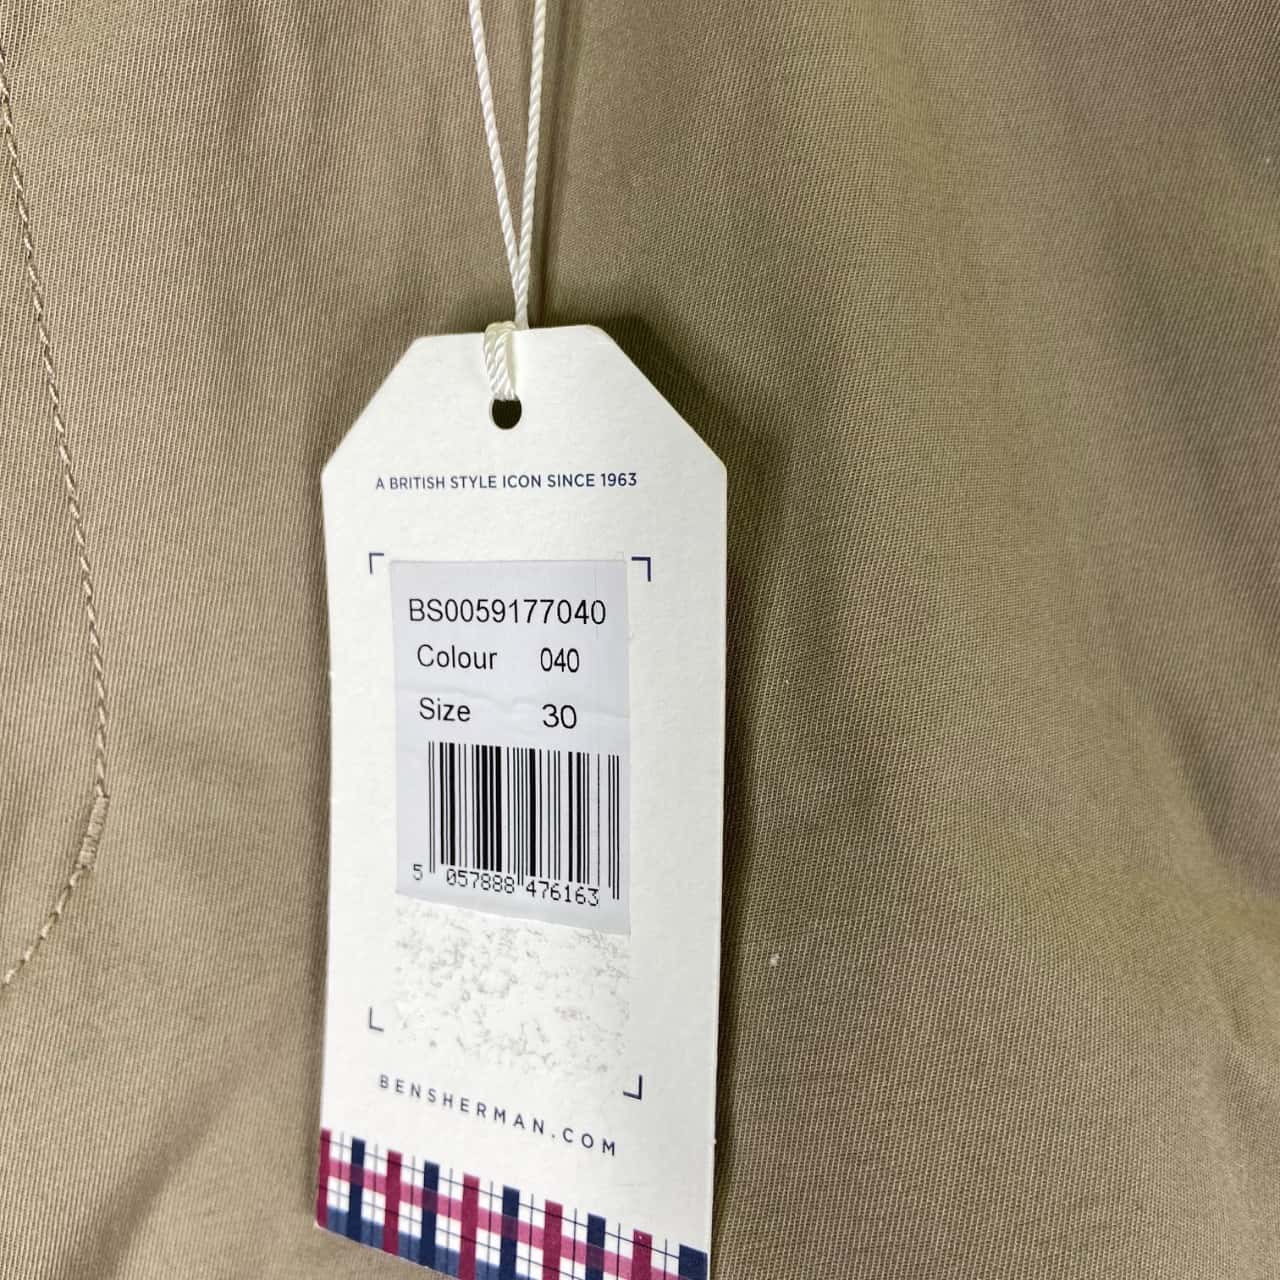 A BRITISH STYLE ICON SINCE 1963
BS0059177040
Colour 040
Size 30
5 057888 476163
BENSHERMAN.COM